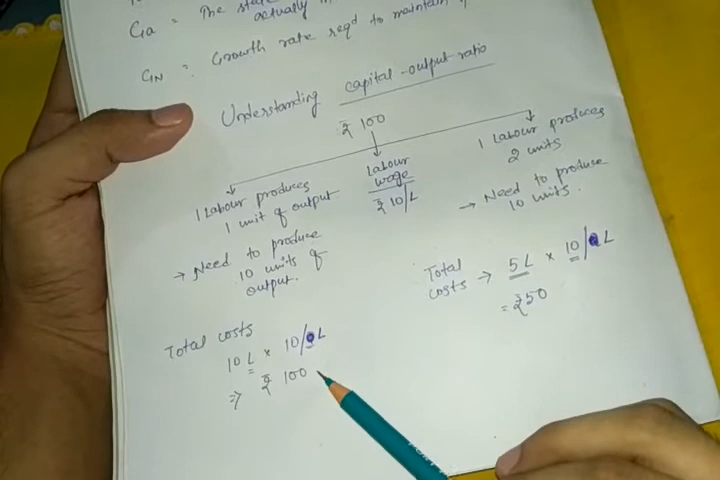 Ga = The
actually
GN : Growth rate reqd to maintain
Understanding capital-output-ratio
₹ 100
1 Labour produces
1 unit of output
→ Need to produce
10 units of
output.
Total costs
10 L × 10/L
⇒ ₹ 100
Labour
wage
₹ 10/L
1 Labour produces
2 units
→ Need to produce
10 units.
Total
costs → 5 L × 10/L
= ₹50